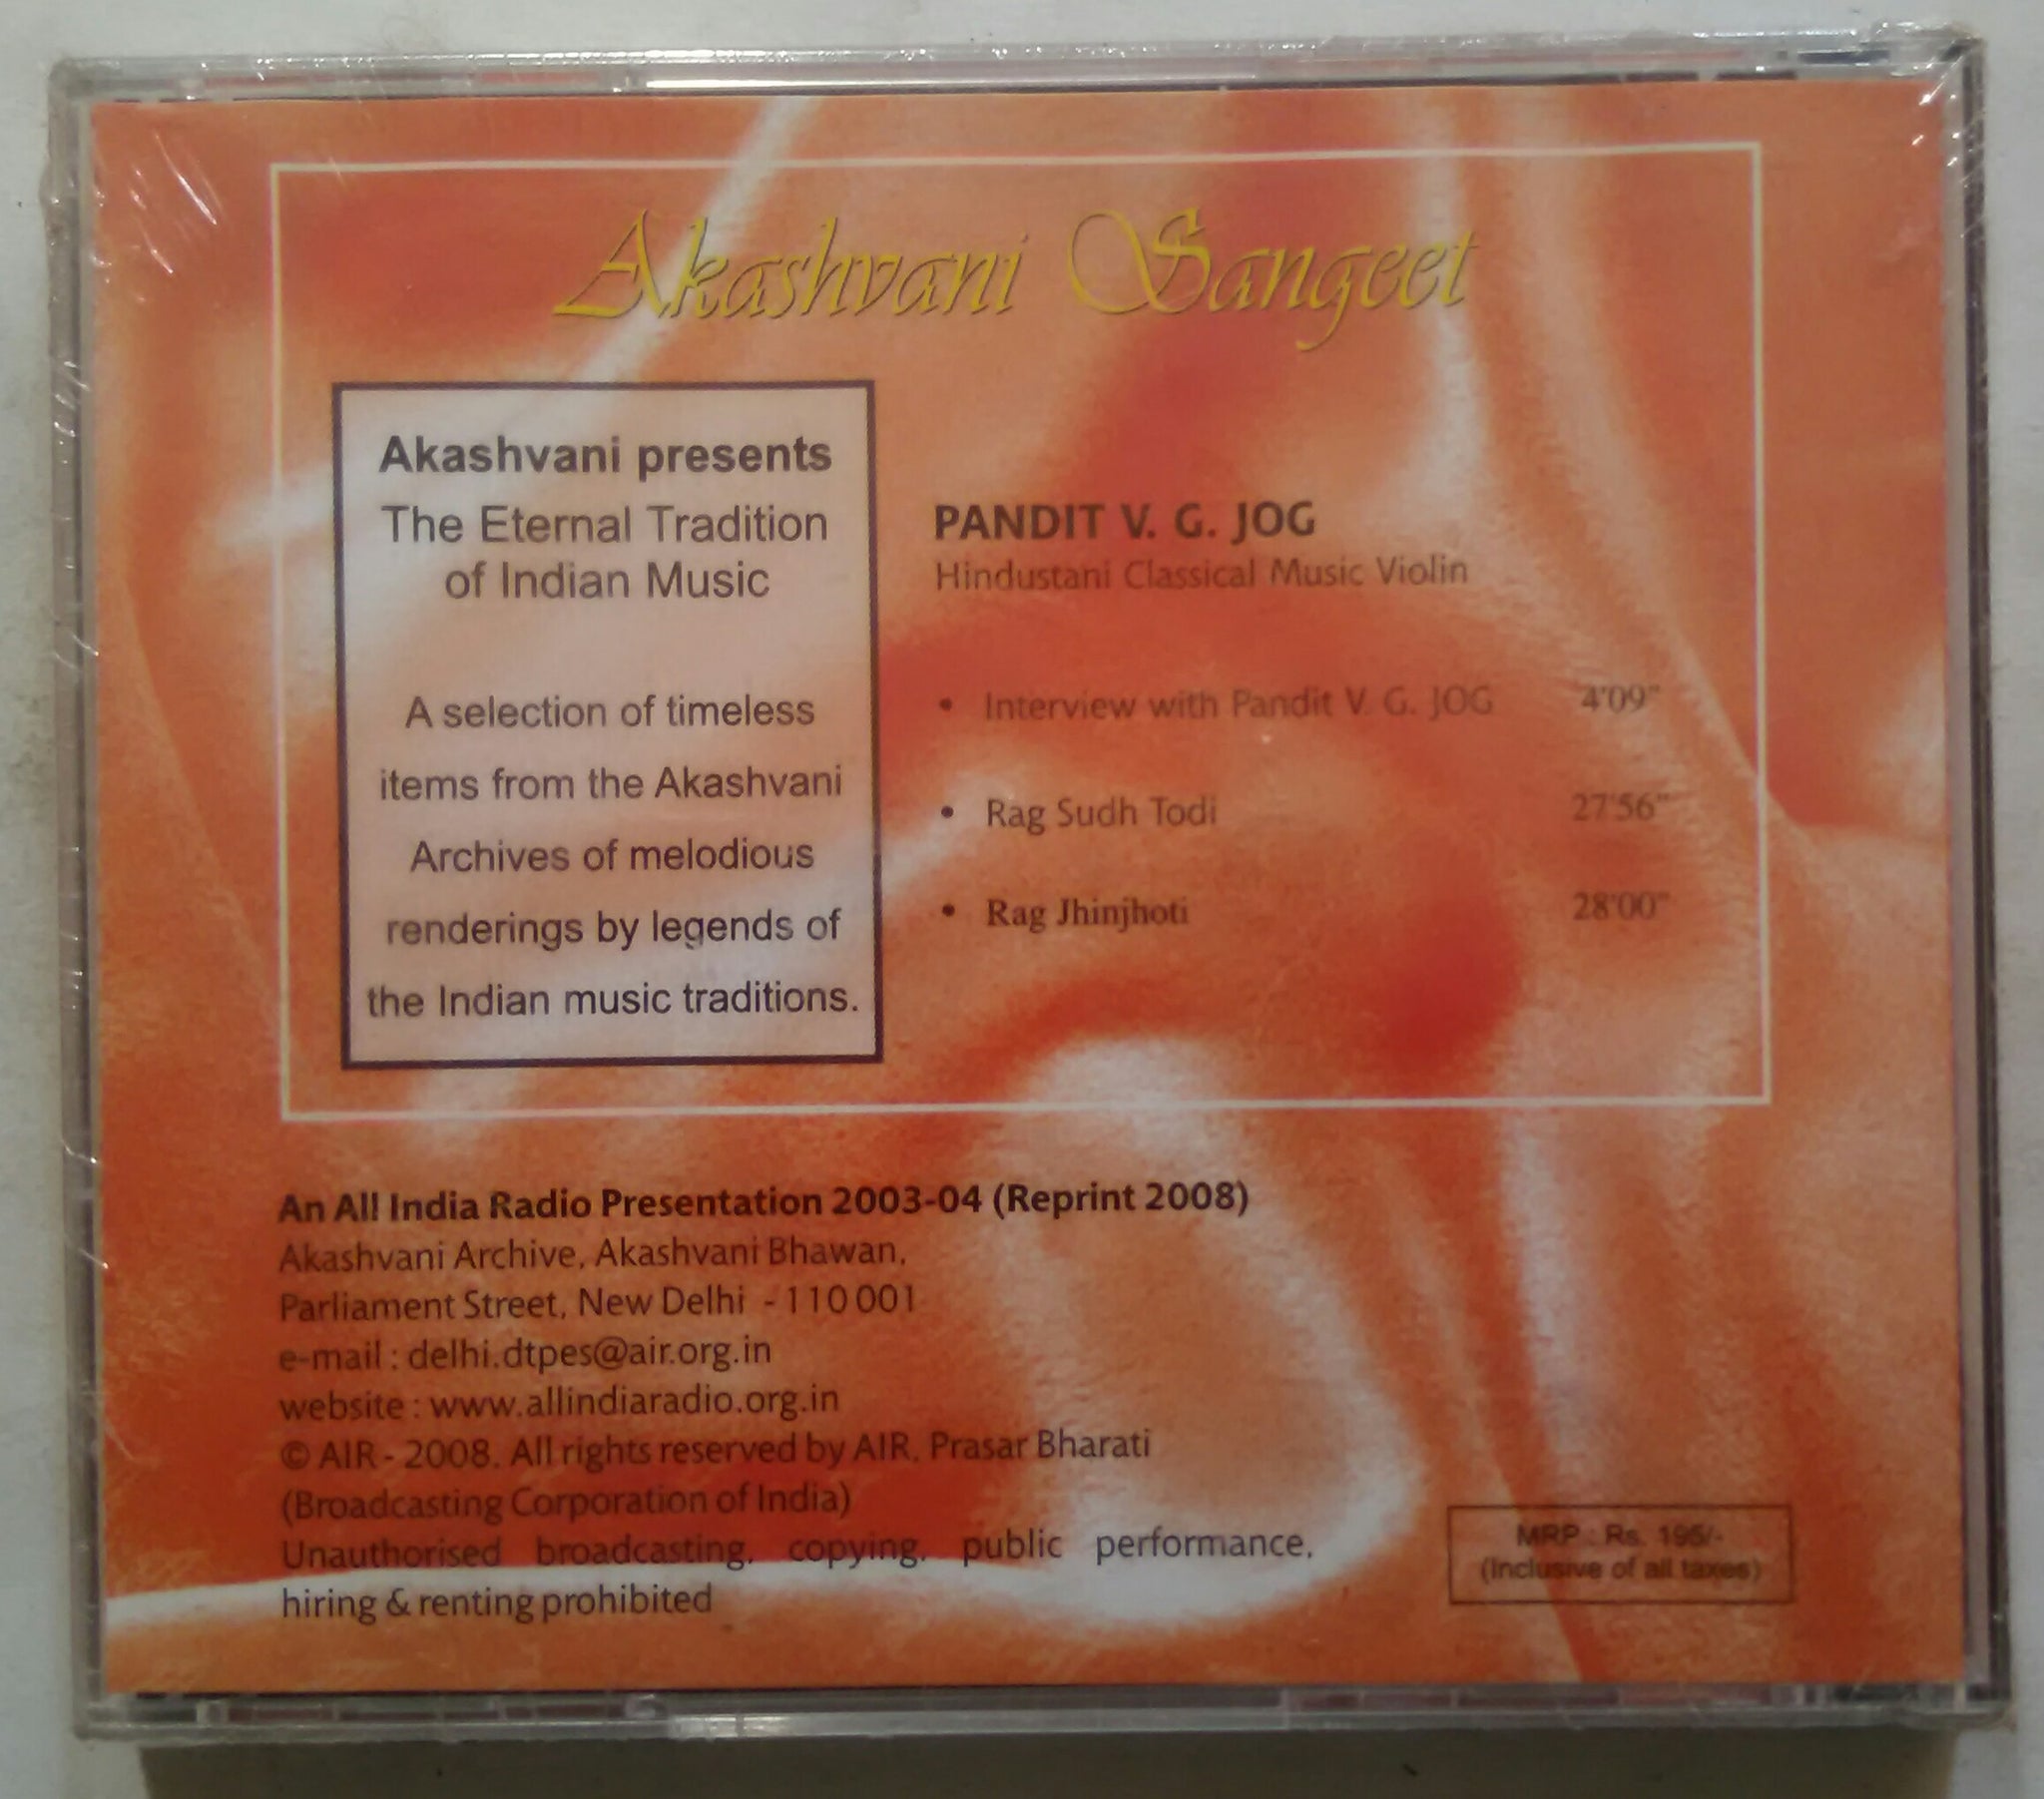 Akashvani Sangeet
Akashvani presents
The Eternal Tradition
of Indian Music
A selection of timeless
items from the Akashvani
Archives of melodious
renderings by legends of
the Indian music traditions.
PANDIT V. G. JOG
Hindustani Classical Music Violin
• Interview with Pandit V. G. JOG 4'09"
• Rag Sudh Todi 27'56"
• Rag Jhinjhoti 28'00"
An All India Radio Presentation 2003-04 (Reprint 2008)
Akashvani Archive, Akashvani Bhawan,
Parliament Street, New Delhi - 110 001
e-mail : delhi.dtpes@air.org.in
website : www.allindiaradio.org.in
© AIR - 2008. All rights reserved by AIR, Prasar Bharati
(Broadcasting Corporation of India)
Unauthorised broadcasting, copying, public performance,
hiring & renting prohibited
MRP : Rs. 195/-
(Inclusive of all taxes)